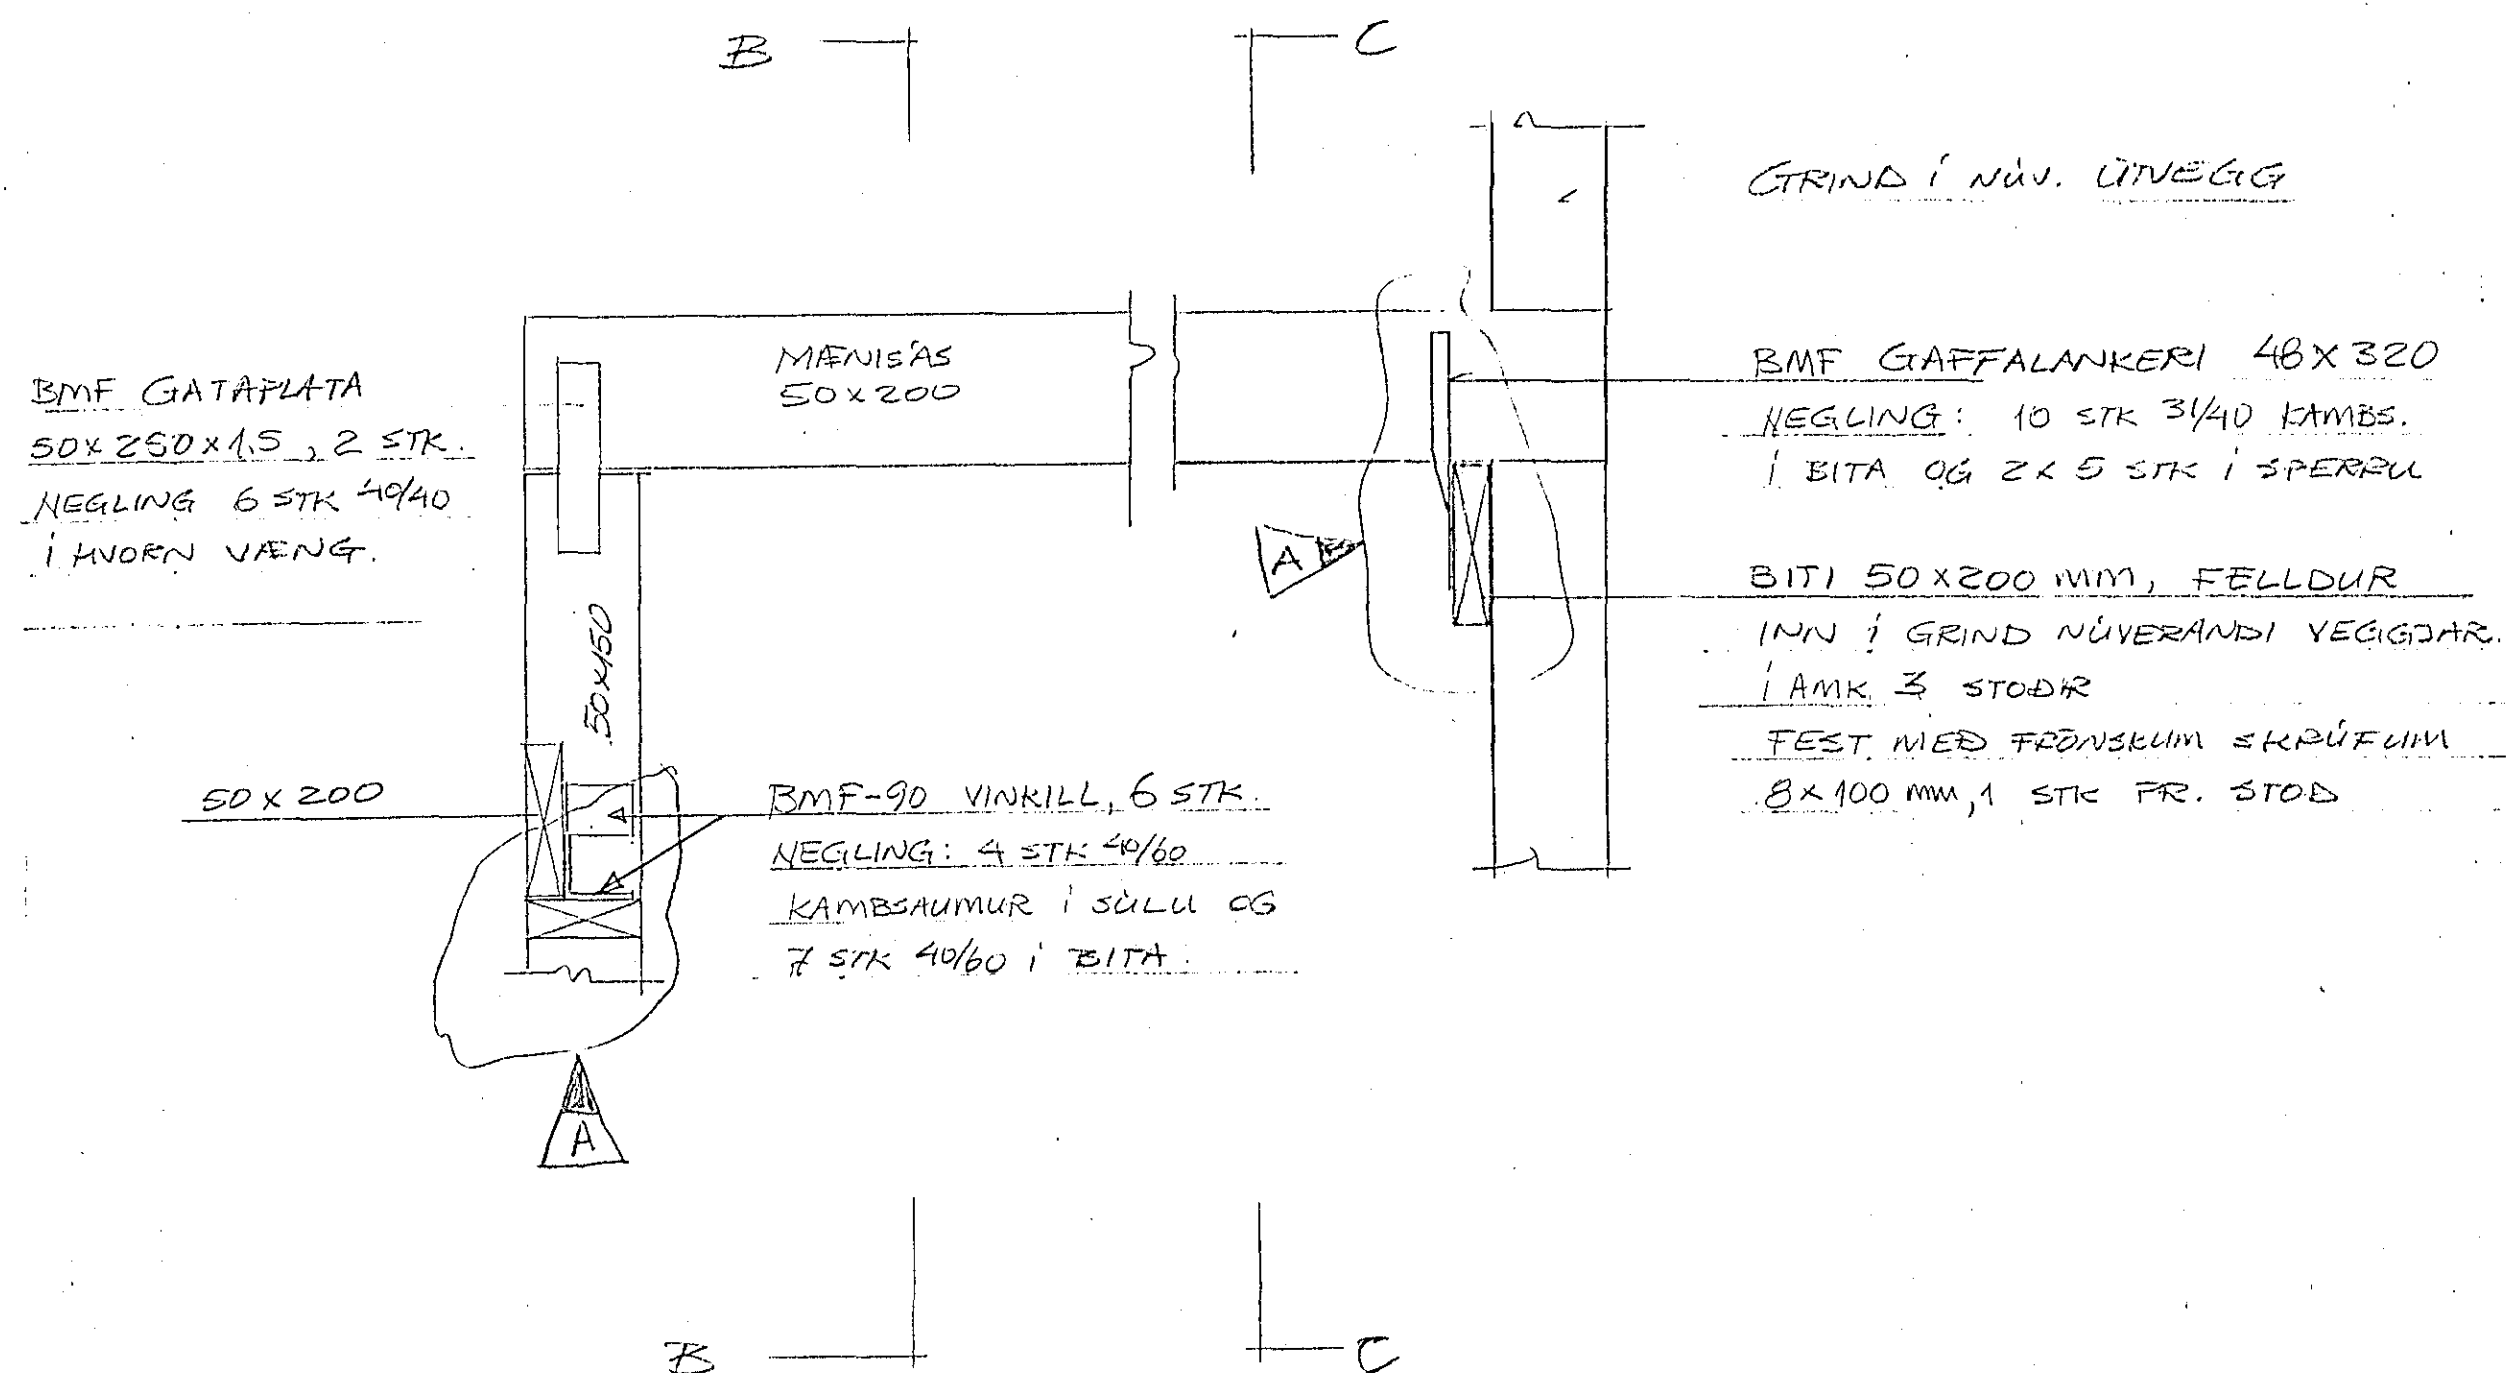 B
C
GRIND Í NÚV. ÚTVEGG
MÆNISÁS
50x200
BMF GATAPLATA
50x250x1.5, 2 STK.
NEGLING 6 STK 40/40
Í HVORN VÆNG.
BMF GAFFALANKERI 48x320
NEGLING: 10 STK 31/40 KAMBS.
Í BITA OG 2x5 STK Í SPERRU
A
BITI 50x200 MM, FELLDUR
INN Í GRIND NÚVERANDI VEGGJAR.
Í AMK. 3 STOÐIR
FEST MEÐ FRÖNSKUM SKRÚFUM
8x100 mm, 1 STK PR. STOÐ
50x150
50x200
BMF-90 VINKILL, 6 STK.
NEGLING: 4 STK 40/60
KAMBSAUMUR Í SÚLU OG
7 STK 40/60 Í BITA.
A
B
C